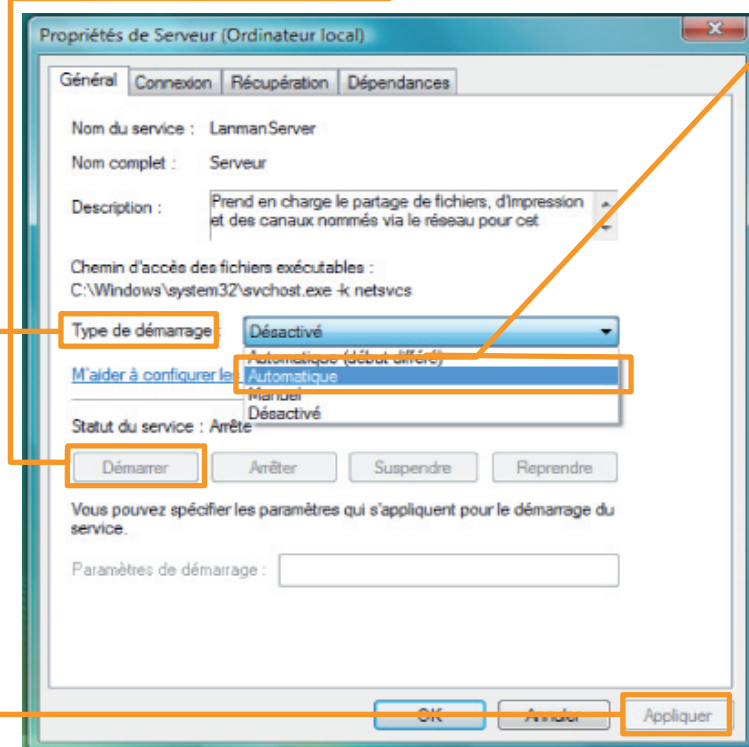 Propriétés de Serveur (Ordinateur local)
Général Connexion Récupération Dépendances
Nom du service : LanmanServer
Nom complet : Serveur
Description : Prend en charge le partage de fichiers, d'impression
et des canaux nommés via le réseau pour cet
Chemin d'accès des fichiers exécutables :
C:\Windows\system32\svchost.exe -k netsvcs
Type de démarrage : Désactivé
Automatique (début différé)
M'aider à configurer les Automatique
Manuel
Désactivé
Statut du service : Arrêté
Démarrer Arrêter Suspendre Reprendre
Vous pouvez spécifier les paramètres qui s'appliquent pour le démarrage du
service.
Paramètres de démarrage :
OK Annuler Appliquer